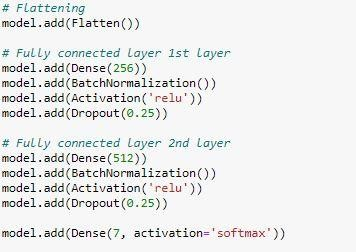 # Flattening
model.add(Flatten())
# Fully connected layer 1st layer
model.add(Dense(256))
model.add(BatchNormalization())
model.add(Activation('relu'))
model.add(Dropout(0.25))
# Fully connected layer 2nd layer
model.add(Dense(512))
model.add(BatchNormalization())
model.add(Activation('relu'))
model.add(Dropout(0.25))
model.add(Dense(7, activation='softmax'))